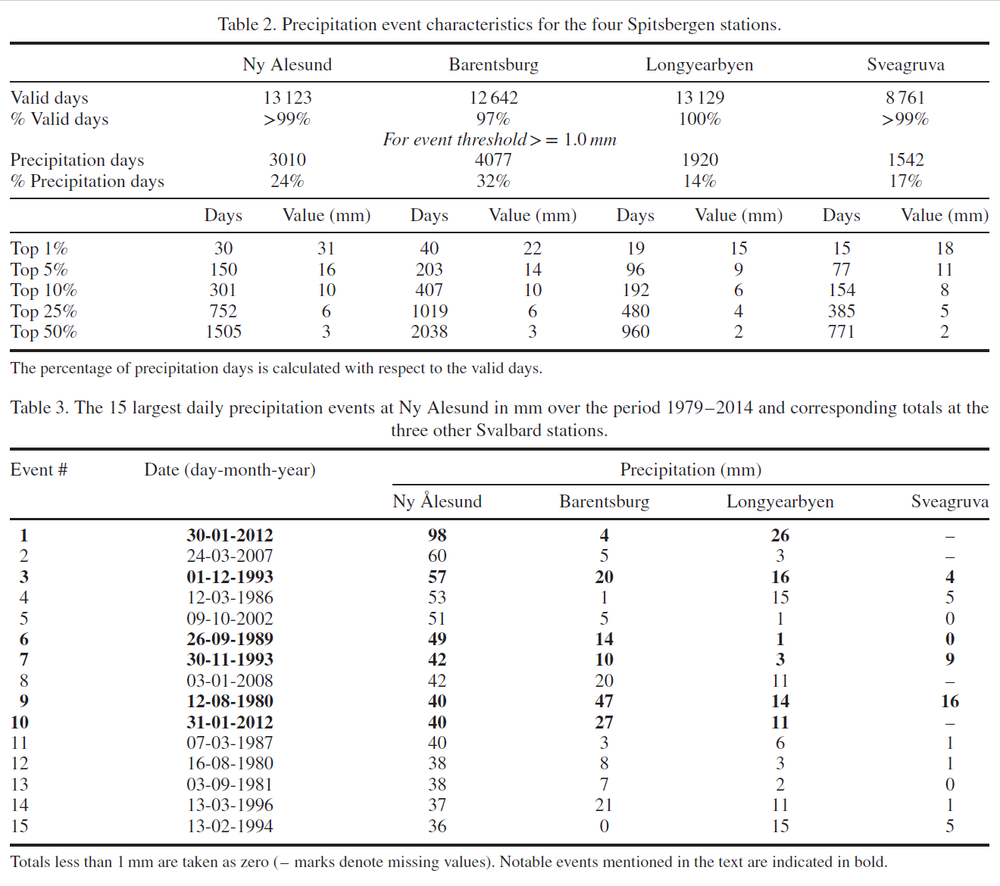 Table 2. Precipitation event characteristics for the four Spitsbergen stations.
Ny Alesund Barentsburg Longyearbyen Sveagruva
Valid days 13 123 12 642 13 129 8 761
% Valid days >99% 97% 100% >99%
For event threshold > = 1.0 mm
Precipitation days 3010 4077 1920 1542
% Precipitation days 24% 32% 14% 17%
Days Value (mm) Days Value (mm) Days Value (mm) Days Value (mm)
Top 1% 30 31 40 22 19 15 15 18
Top 5% 150 16 203 14 96 9 77 11
Top 10% 301 10 407 10 192 6 154 8
Top 25% 752 6 1019 6 480 4 385 5
Top 50% 1505 3 2038 3 960 2 771 2
The percentage of precipitation days is calculated with respect to the valid days.
Table 3. The 15 largest daily precipitation events at Ny Alesund in mm over the period 1979–2014 and corresponding totals at the
three other Svalbard stations.
Event # Date (day-month-year) Precipitation (mm)
Ny Ålesund Barentsburg Longyearbyen Sveagruva
1 30-01-2012 98 4 26 –
2 24-03-2007 60 5 3 –
3 01-12-1993 57 20 16 4
4 12-03-1986 53 1 15 5
5 09-10-2002 51 5 1 0
6 26-09-1989 49 14 1 0
7 30-11-1993 42 10 3 9
8 03-01-2008 42 20 11 –
9 12-08-1980 40 47 14 16
10 31-01-2012 40 27 11 –
11 07-03-1987 40 3 6 1
12 16-08-1980 38 8 3 1
13 03-09-1981 38 7 2 0
14 13-03-1996 37 21 11 1
15 13-02-1994 36 0 15 5
Totals less than 1 mm are taken as zero (– marks denote missing values). Notable events mentioned in the text are indicated in bold.